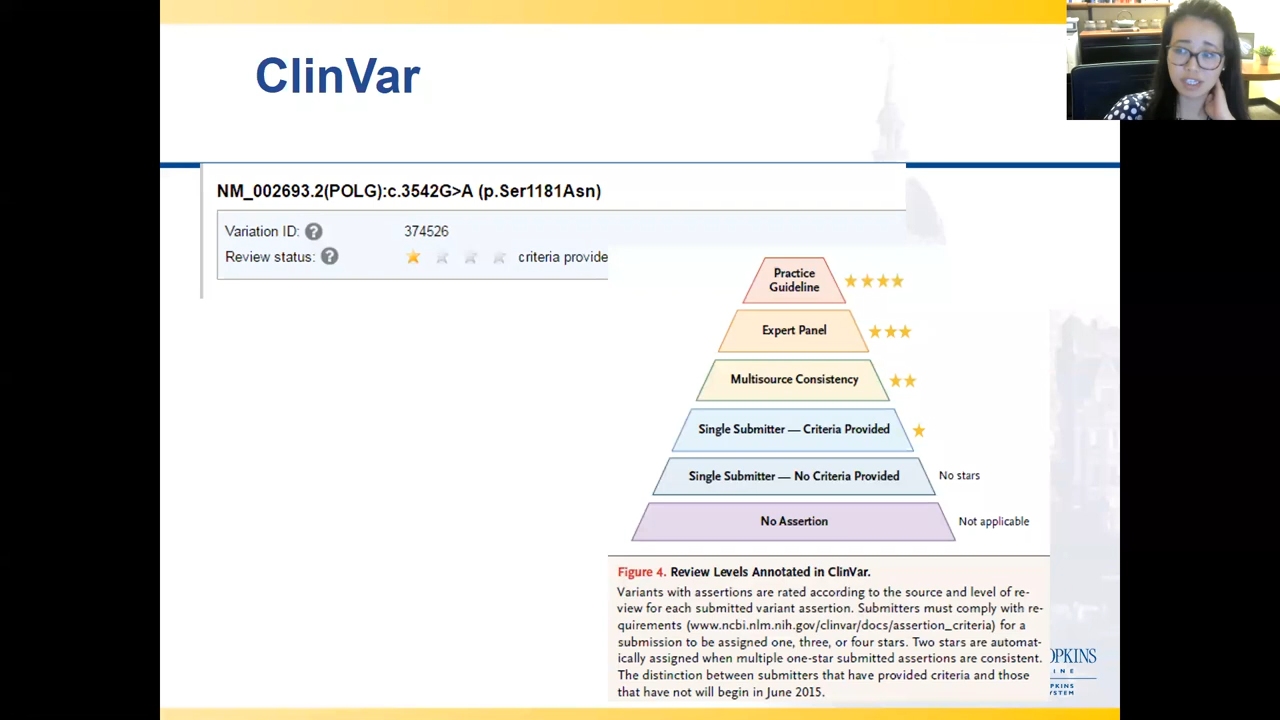 ClinVar
NM_002693.2(POLG):c.3542G>A (p.Ser1181Asn)
Variation ID: ? 374526
Review status: ? criteria provide
Practice
Guideline
Expert Panel
Multisource Consistency
Single Submitter — Criteria Provided
Single Submitter — No Criteria Provided
No stars
No Assertion
Not applicable
Figure 4. Review Levels Annotated in ClinVar.
Variants with assertions are rated according to the source and level of re-
view for each submitted variant assertion. Submitters must comply with re-
quirements (www.ncbi.nlm.nih.gov/clinvar/docs/assertion_criteria) for a
submission to be assigned one, three, or four stars. Two stars are automat-
ically assigned when multiple one-star submitted assertions are consistent.
The distinction between submitters that have provided criteria and those
that have not will begin in June 2015.
OPKINS
I N E
PKINS
YSTEM